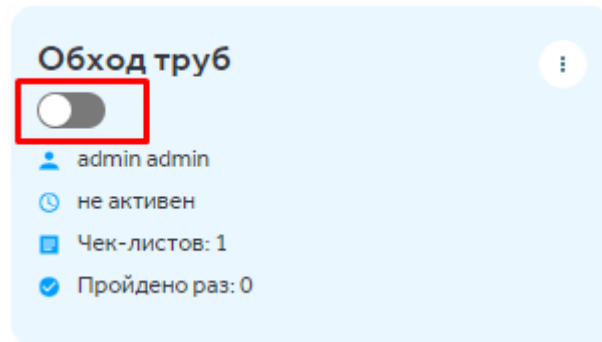 Обход труб
admin admin
не активен
Чек-листов: 1
Пройдено раз: 0